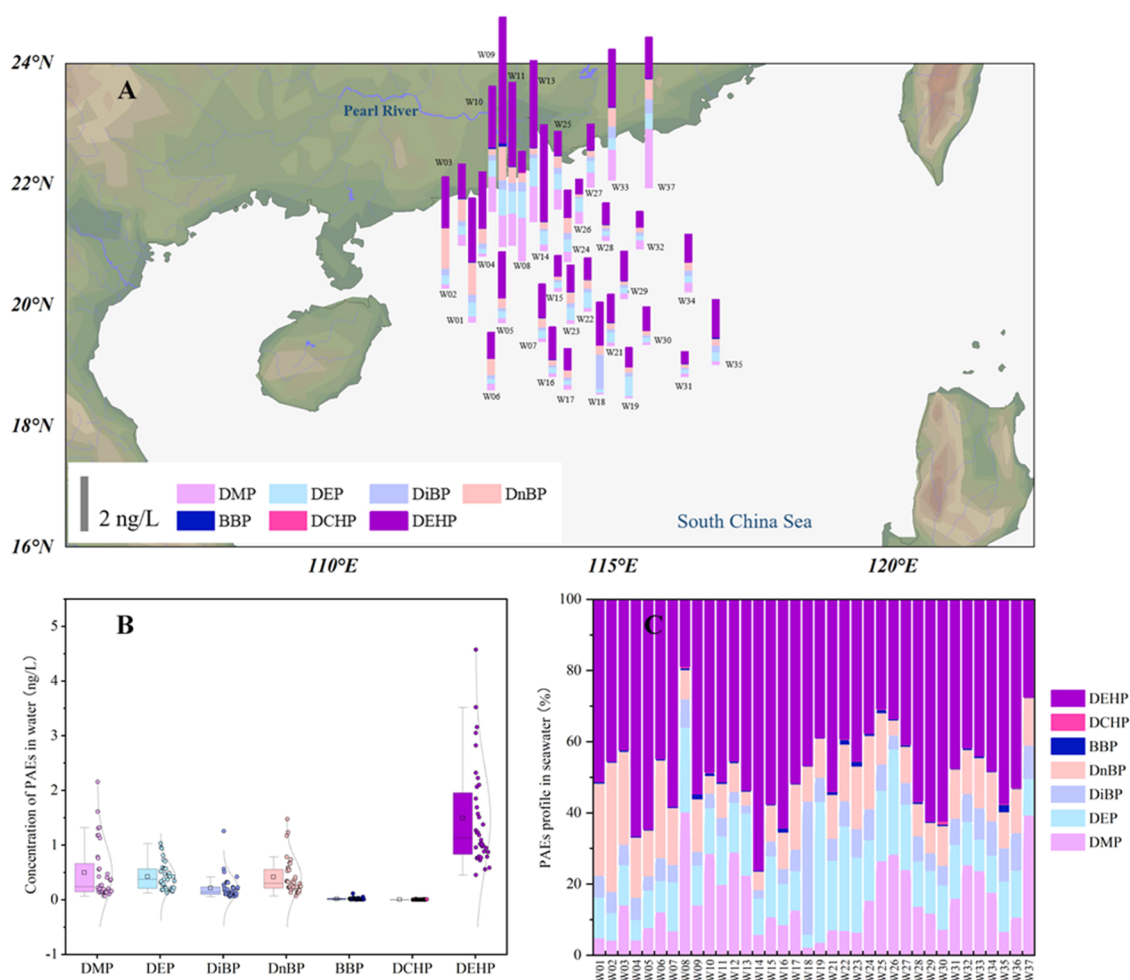 24°N
22°N
20°N
18°N
16°N
A
Pearl River
W09
W11
W13
W10
W25
W03
W27
W33
W37
W26
W28
W32
W24
W14
W04
W08
W02
W15
W29
W34
W01
W05
W23
W22
W07
W21
W30
W16
W31
W35
W06
W17
W18
W19
2 ng/L
DMP DEP DiBP DnBP
BBP DCHP DEHP
South China Sea
110°E 115°E 120°E
B
Concentration of PAEs in water (ng/L)
5
4
3
2
1
0
-1
DMP DEP DiBP DnBP BBP DCHP DEHP
C
PAEs profile in seawater (%)
100
80
60
40
20
0
W01 W02 W03 W04 W05 W06 W07 W08 W09 W10 W11 W12 W13 W14 W15 W16 W17 W18 W19 W21 W22 W23 W24 W25 W26 W27 W28 W29 W30 W31 W32 W33 W34 W35 W36 W37
DEHP
DCHP
BBP
DnBP
DiBP
DEP
DMP